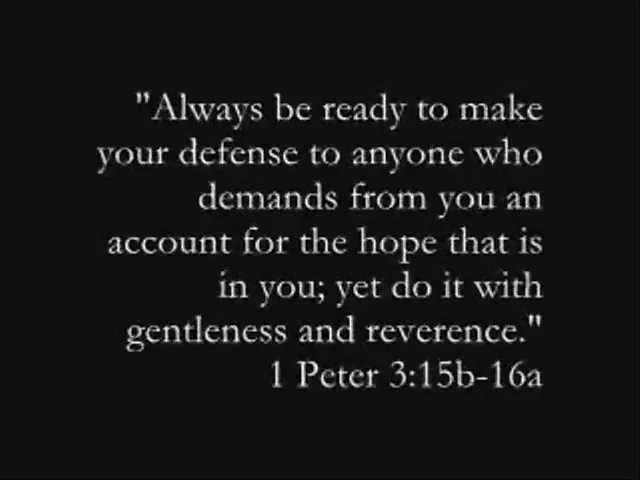 "Always be ready to make
your defense to anyone who
demands from you an
account for the hope that is
in you; yet do it with
gentleness and reverence."
1 Peter 3:15b-16a